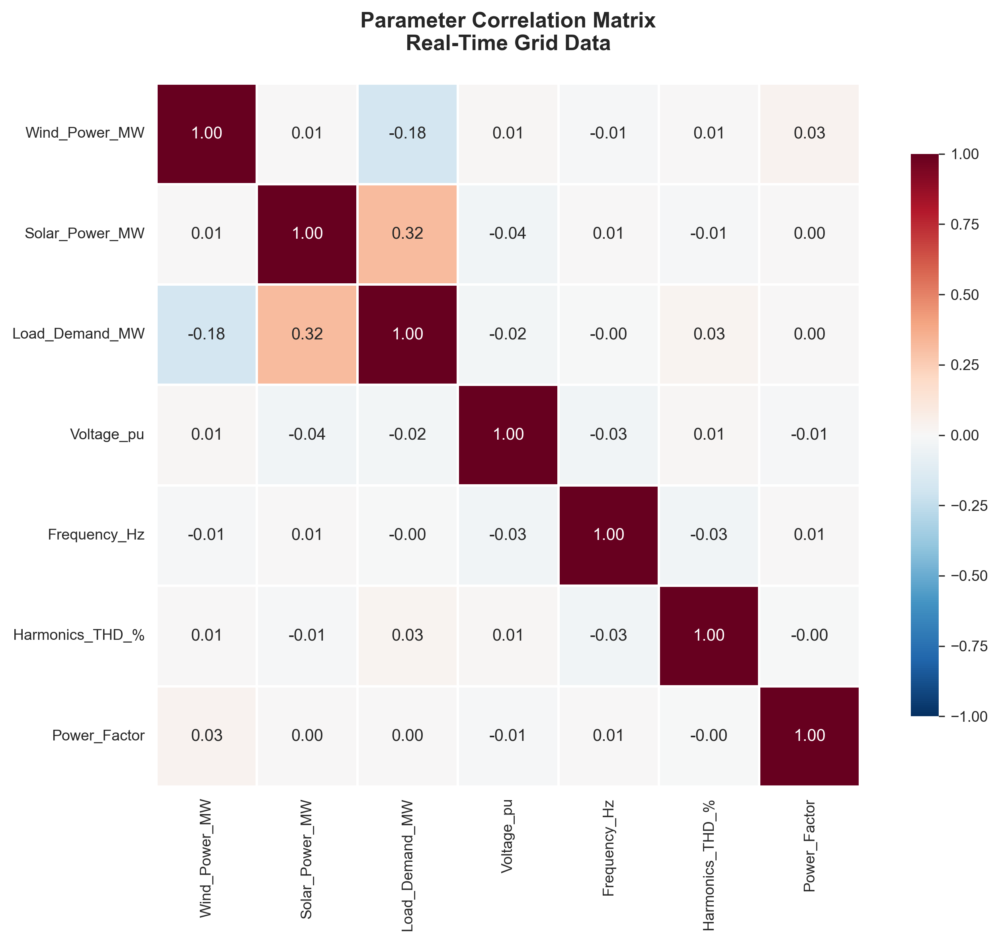 Parameter Correlation Matrix
Real-Time Grid Data
Wind_Power_MW 1.00 0.01 -0.18 0.01 -0.01 0.01 0.03
Solar_Power_MW 0.01 1.00 0.32 -0.04 0.01 -0.01 0.00
Load_Demand_MW -0.18 0.32 1.00 -0.02 -0.00 0.03 0.00
Voltage_pu 0.01 -0.04 -0.02 1.00 -0.03 0.01 -0.01
Frequency_Hz -0.01 0.01 -0.00 -0.03 1.00 -0.03 0.01
Harmonics_THD_% 0.01 -0.01 0.03 0.01 -0.03 1.00 -0.00
Power_Factor 0.03 0.00 0.00 -0.01 0.01 -0.00 1.00
Wind_Power_MW
Solar_Power_MW
Load_Demand_MW
Voltage_pu
Frequency_Hz
Harmonics_THD_%
Power_Factor
1.00
0.75
0.50
0.25
0.00
−0.25
−0.50
−0.75
−1.00